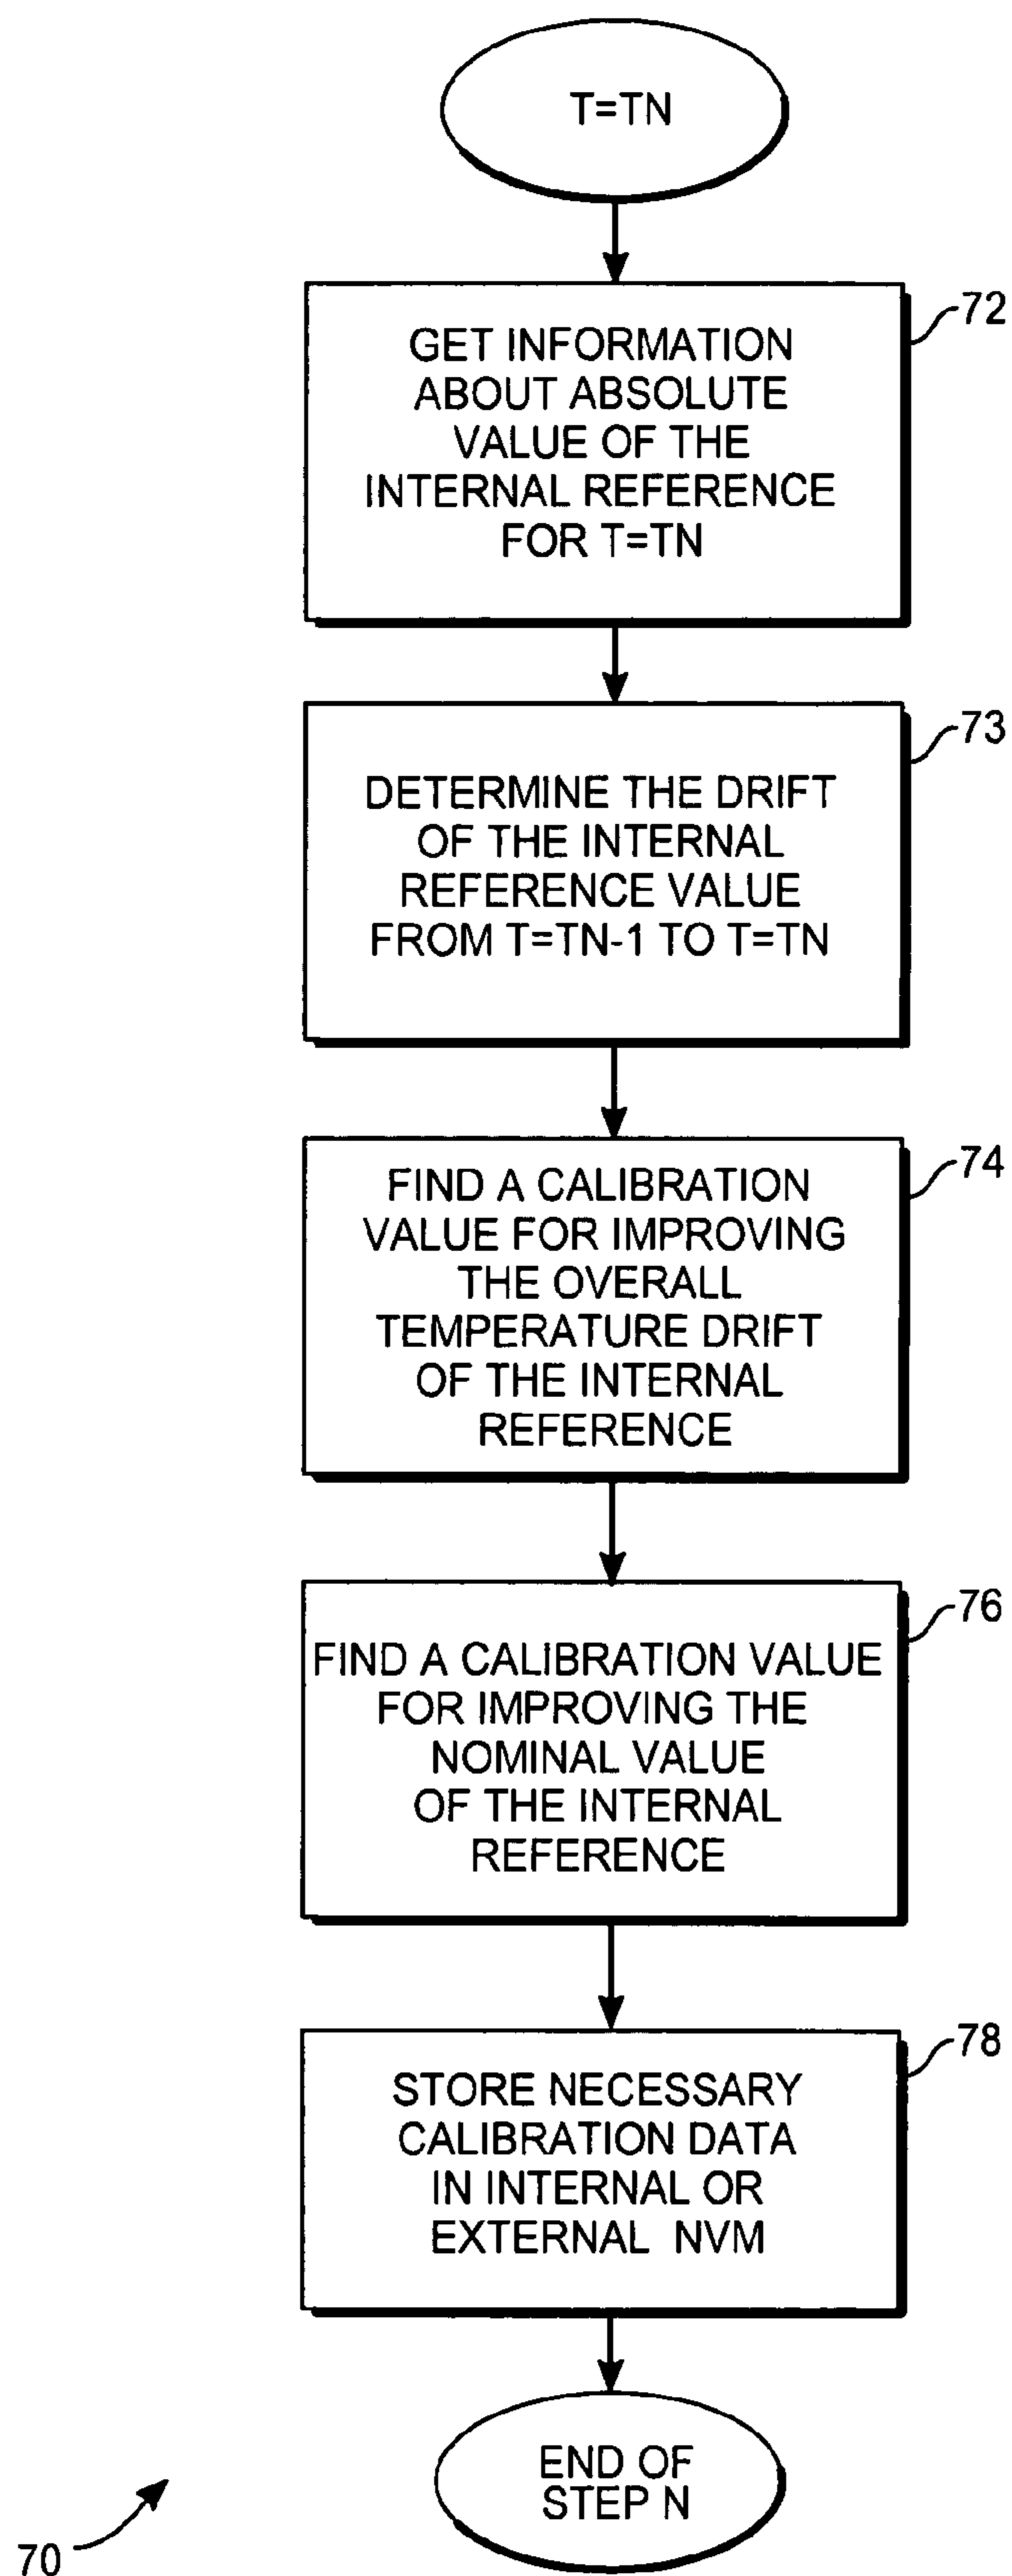 T=TN
72
GET INFORMATION
ABOUT ABSOLUTE
VALUE OF THE
INTERNAL REFERENCE
FOR T=TN
73
DETERMINE THE DRIFT
OF THE INTERNAL
REFERENCE VALUE
FROM T=TN-1 TO T=TN
74
FIND A CALIBRATION
VALUE FOR IMPROVING
THE OVERALL
TEMPERATURE DRIFT
OF THE INTERNAL
REFERENCE
76
FIND A CALIBRATION VALUE
FOR IMPROVING THE
NOMINAL VALUE
OF THE INTERNAL
REFERENCE
78
STORE NECESSARY
CALIBRATION DATA
IN INTERNAL OR
EXTERNAL NVM
END OF
STEP N
70